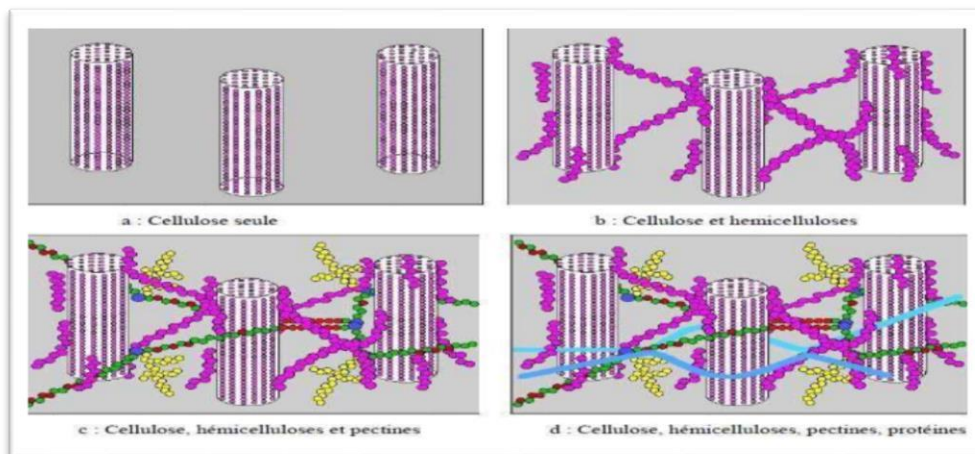 a : Cellulose seule
b : Cellulose et hemicelluloses
c : Cellulose, hémicelluloses et pectines
d : Cellulose, hémicelluloses, pectines, protéines